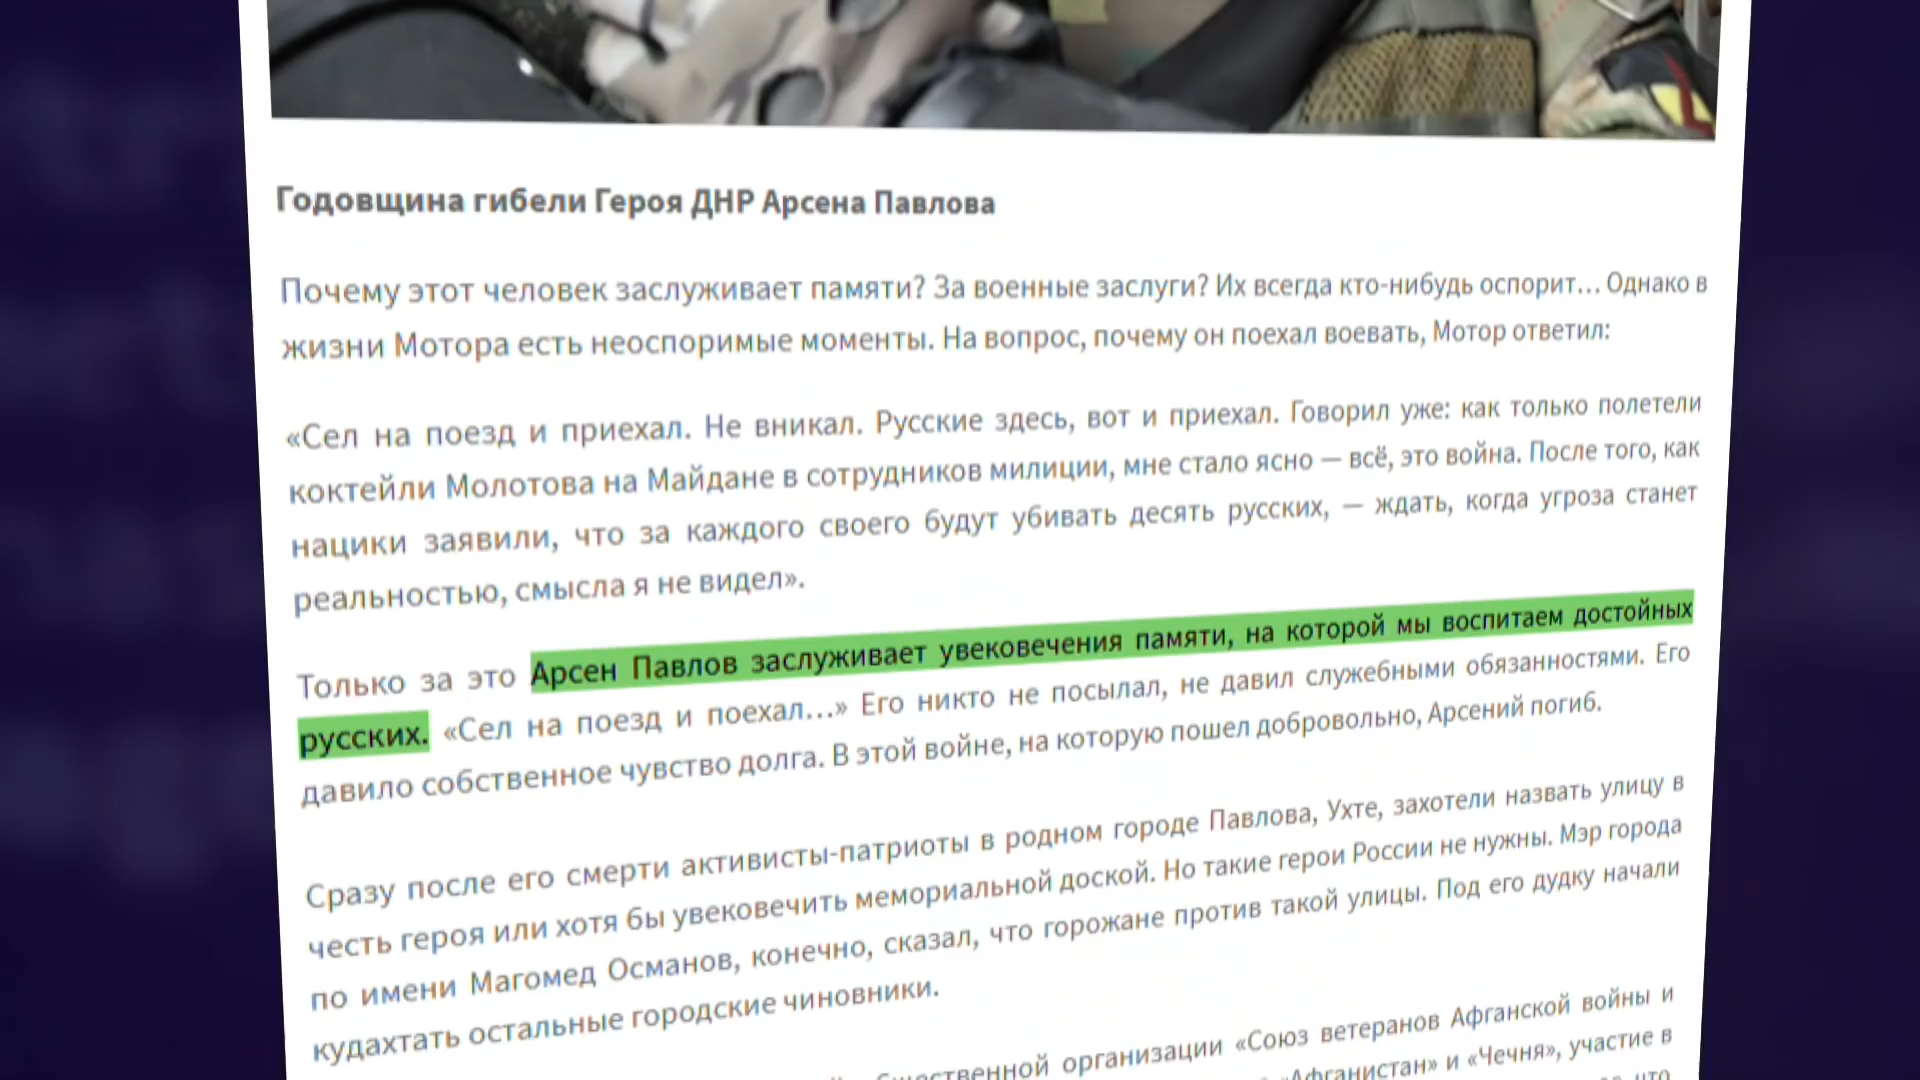 Годовщина гибели Героя ДНР Арсена Павлова
Почему этот человек заслуживает памяти? За военные заслуги? Их всегда кто-нибудь оспорит... Однако в
жизни Мотора есть неоспоримые моменты. На вопрос, почему он поехал воевать, Мотор ответил:
«Сел на поезд и приехал. Не вникал. Русские здесь, вот и приехал. Говорил уже: как только полетели
коктейли Молотова на Майдане в сотрудников милиции, мне стало ясно — всё, это война. После того, как
нацики заявили, что за каждого своего будут убивать десять русских, — ждать, когда угроза станет
реальностью, смысла я не видел».
Только за это Арсен Павлов заслуживает увековечения памяти, на которой мы воспитаем достойных
русских. «Сел на поезд и поехал...» Его никто не посылал, не давил служебными обязанностями. Его
давило собственное чувство долга. В этой войне, на которую пошел добровольно, Арсений погиб.
Сразу после его смерти активисты-патриоты в родном городе Павлова, Ухте, захотели назвать улицу в
честь героя или хотя бы увековечить мемориальной доской. Но такие герои России не нужны. Мэр города
по имени Магомед Османов, конечно, сказал, что горожане против такой улицы. Под его дудку начали
кудахтать остальные городские чиновники.
организации «Союз ветеранов Афганской войны и
«Афганистан» и «Чечня», участие в
что